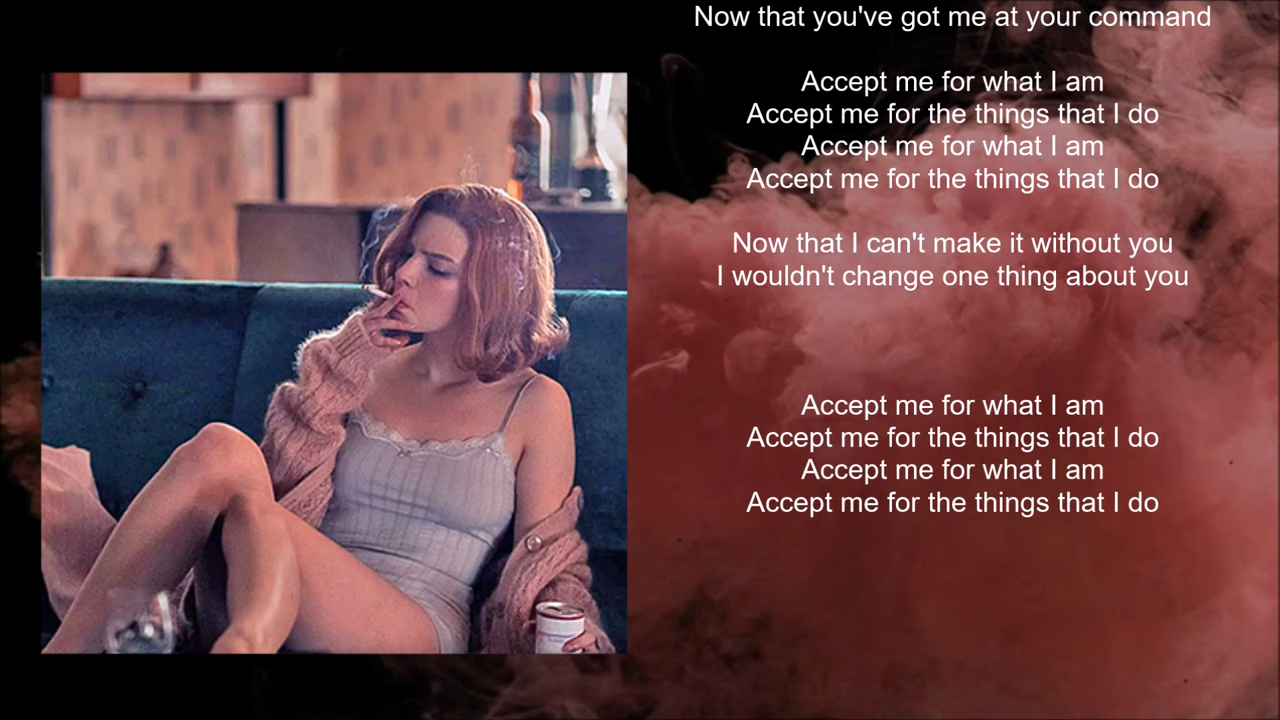 Now that you've got me at your command
Accept me for what I am
Accept me for the things that I do
Accept me for what I am
Accept me for the things that I do
Now that I can't make it without you
I wouldn't change one thing about you
Accept me for what I am
Accept me for the things that I do
Accept me for what I am
Accept me for the things that I do